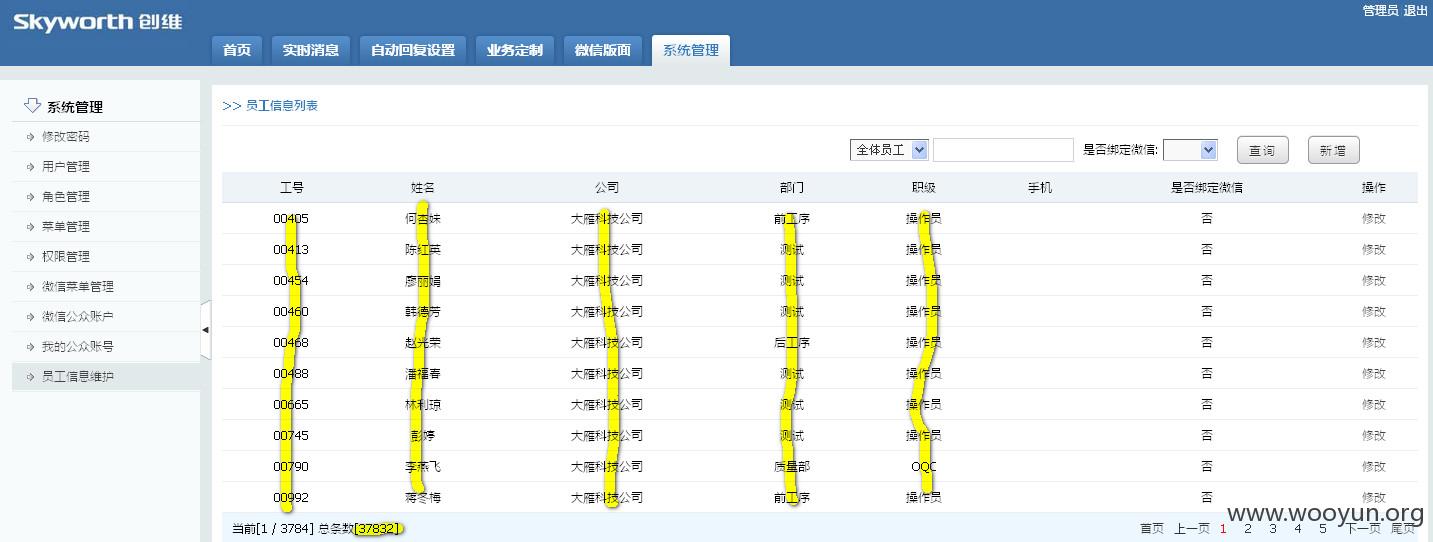 Skyworth 创维
管理员 退出
首页 实时消息 自动回复设置 业务定制 微信版面 系统管理
系统管理
修改密码
用户管理
角色管理
菜单管理
权限管理
微信菜单管理
微信公众账户
我的公众账号
员工信息维护
>> 员工信息列表
全体员工 是否绑定微信: 查询 新增
工号 姓名 公司 部门 职级 手机 是否绑定微信 操作
00405 何杏妹 大雁科技公司 前工序 操作员 否 修改
00413 陈红英 大雁科技公司 测试 操作员 否 修改
00454 廖丽娟 大雁科技公司 测试 操作员 否 修改
00460 韩德芳 大雁科技公司 测试 操作员 否 修改
00468 赵光荣 大雁科技公司 后工序 操作员 否 修改
00488 潘福春 大雁科技公司 测试 操作员 否 修改
00665 林利琼 大雁科技公司 测试 操作员 否 修改
00745 彭婷 大雁科技公司 测试 操作员 否 修改
00790 李燕飞 大雁科技公司 质量部 OQC 否 修改
00992 蒋冬梅 大雁科技公司 前工序 操作员 否 修改
当前[1 / 3784] 总条数[37832] 首页 上一页 1 2 3 4 5 下一页 尾页
www.wooyun.org